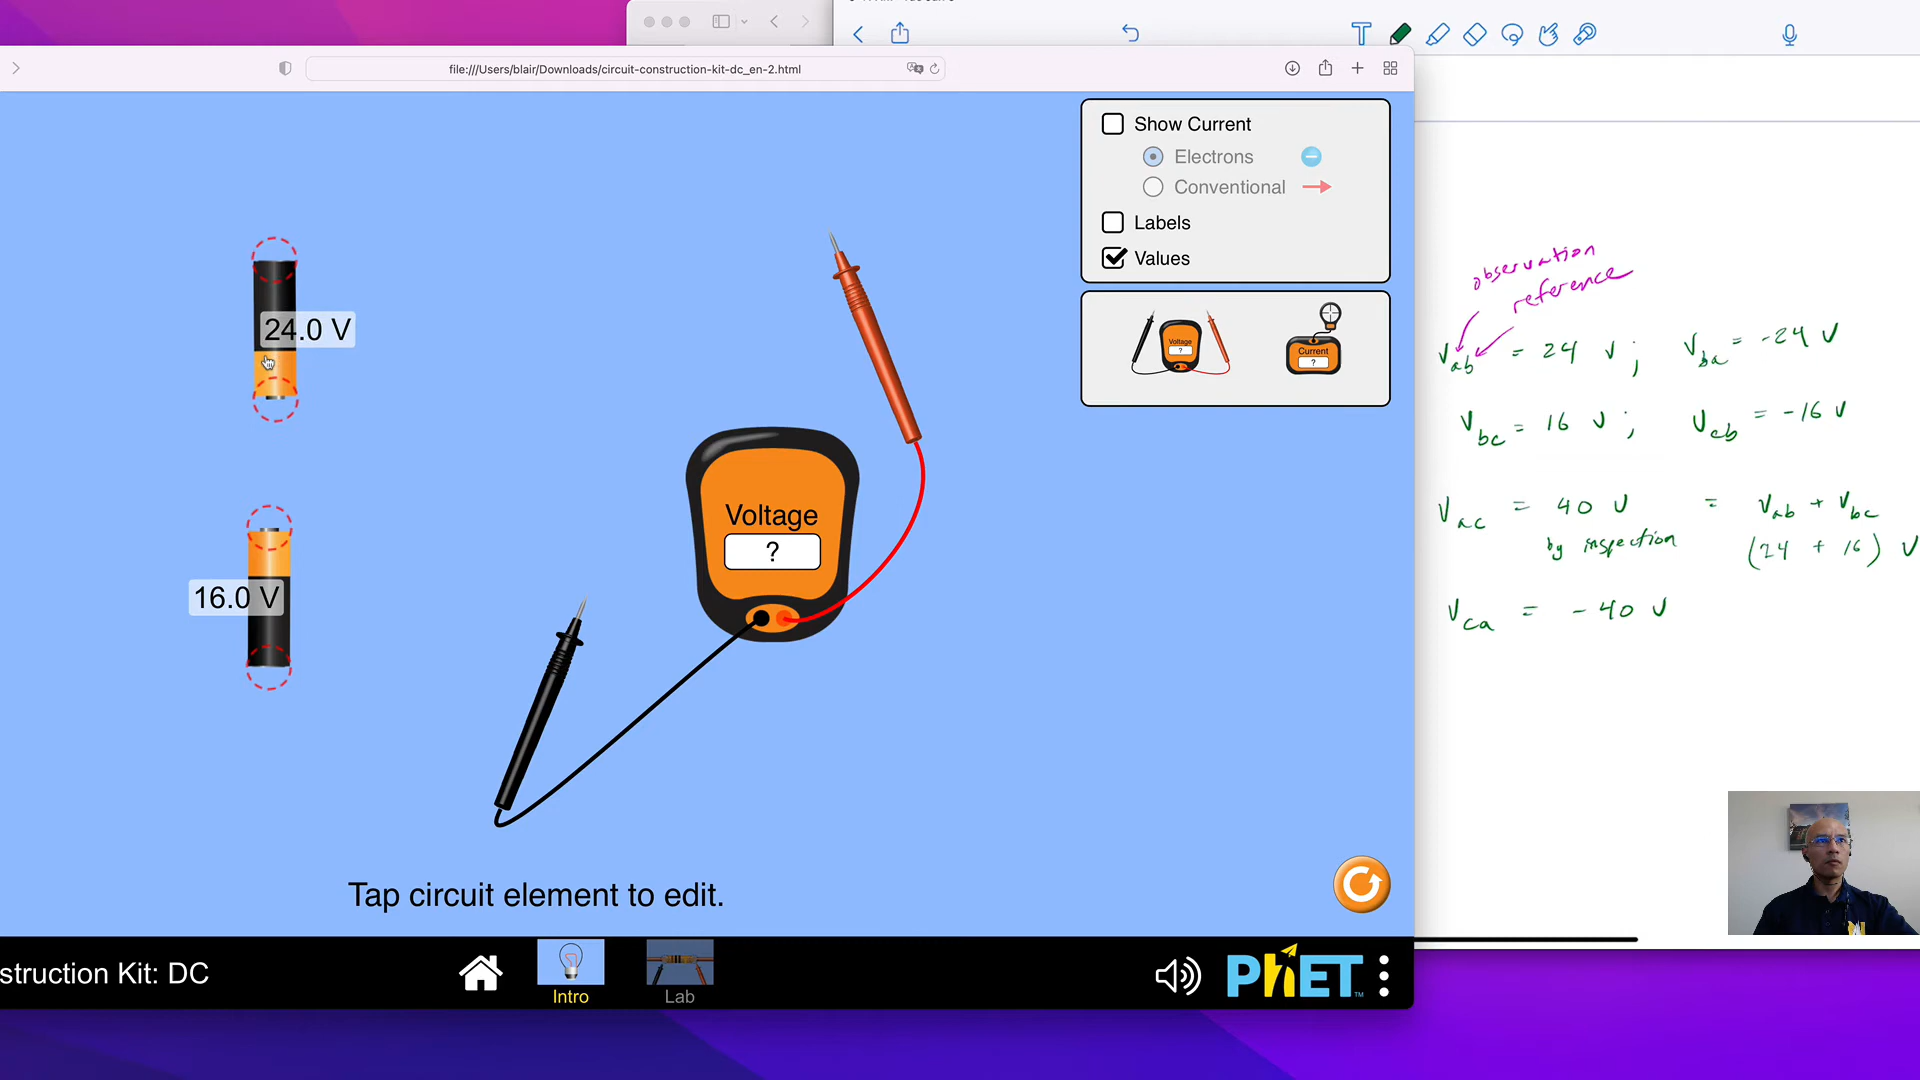 file:///Users/blair/Downloads/circuit-construction-kit-dc_en-2.html
Show Current
Electrons
Conventional
Labels
Values
Voltage
?
Current
?
24.0 V
16.0 V
Voltage
?
Tap circuit element to edit.
struction Kit: DC
Intro
Lab
PhET
observation
reference
Vab = 24 V ; Vba = -24 V
Vbc = 16 V ; Vcb = -16 V
Vac = 40 V = Vab + Vbc
by inspection (24 + 16) V
Vca = -40 V